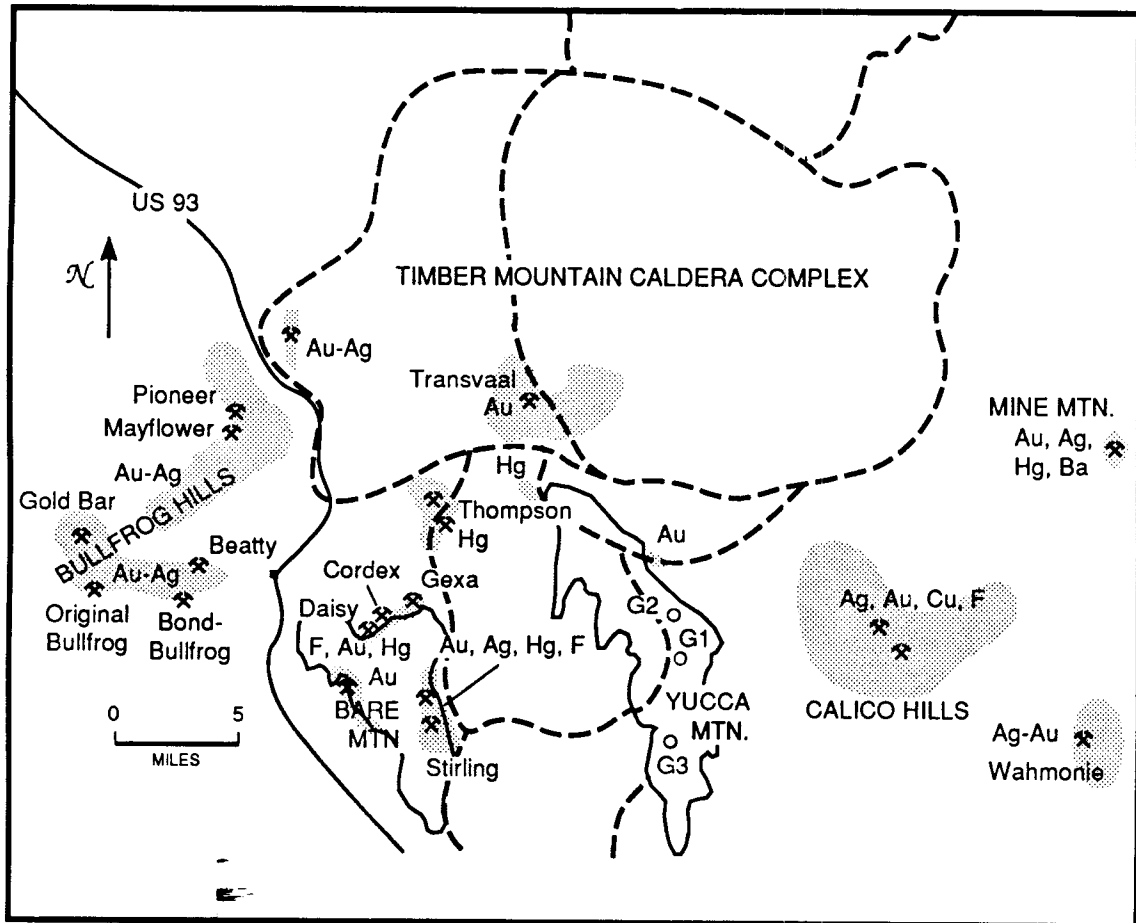 US 93
N
TIMBER MOUNTAIN CALDERA COMPLEX
Au-Ag
Transvaal
Au
Pioneer
Mayflower
MINE MTN.
Au, Ag,
Hg, Ba
Au-Ag
Gold Bar
BULLFROG HILLS
Hg
Thompson
Hg
Au
Beatty
Au-Ag
Original
Bullfrog
Bond-
Bullfrog
Cordex
Gexa
Daisy
F, Au, Hg
Au, Ag, Hg, F
Au
BARE
MTN
Stirling
G2
G1
YUCCA
MTN.
G3
Ag, Au, Cu, F
CALICO HILLS
Ag-Au
Wahmonie
0 5
MILES